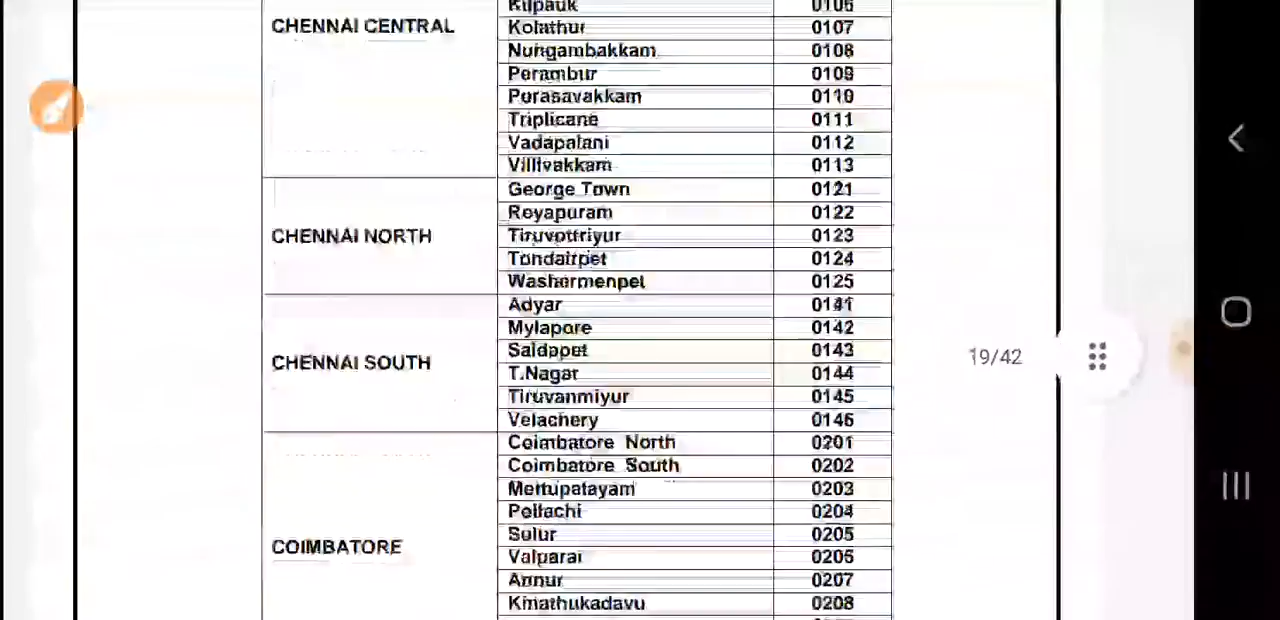 Kilpauk 0106
CHENNAI CENTRAL
Kolathur 0107
Nungambakkam 0108
Perambur 0109
Purasavakkam 0110
Triplicane 0111
Vadapalani 0112
Villivakkam 0113
George Town 0121
Royapuram 0122
CHENNAI NORTH
Tiruvottriyur 0123
Tondairpet 0124
Washermenpet 0125
Adyar 0141
Mylapore 0142
Saidapet 0143
CHENNAI SOUTH
T.Nagar 0144
Tiruvanmiyur 0145
Velachery 0146
Coimbatore North 0201
Coimbatore South 0202
Mettupalayam 0203
Pollachi 0204
Sulur 0205
COIMBATORE
Valparai 0206
Annur 0207
Kinathukadavu 0208
19/42